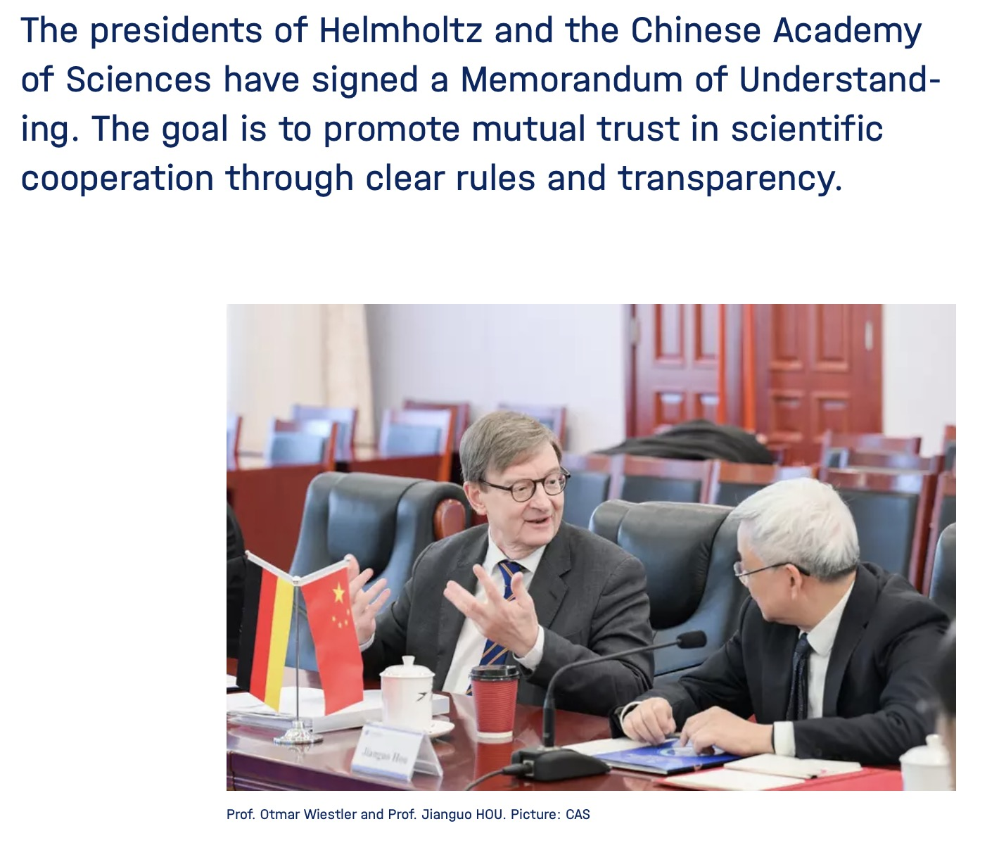 The presidents of Helmholtz and the Chinese Academy
of Sciences have signed a Memorandum of Understand-
ing. The goal is to promote mutual trust in scientific
cooperation through clear rules and transparency.
Jianguo Hou
Prof. Otmar Wiestler and Prof. Jianguo HOU. Picture: CAS